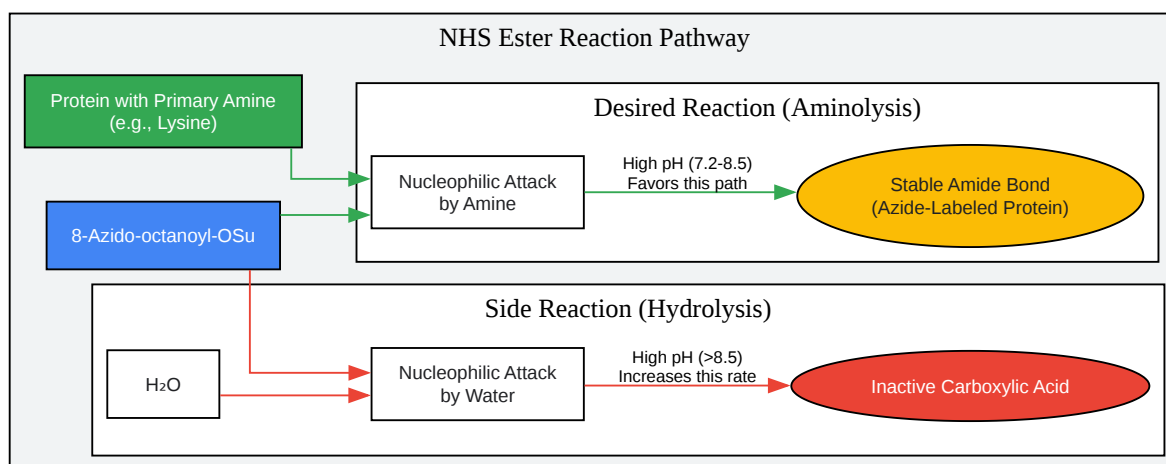 NHS Ester Reaction Pathway
Protein with Primary Amine
(e.g., Lysine)
8-Azido-octanoyl-OSu
Desired Reaction (Aminolysis)
Nucleophilic Attack
by Amine
High pH (7.2-8.5)
Favors this path
Stable Amide Bond
(Azide-Labeled Protein)
Side Reaction (Hydrolysis)
H₂O
Nucleophilic Attack
by Water
High pH (>8.5)
Increases this rate
Inactive Carboxylic Acid